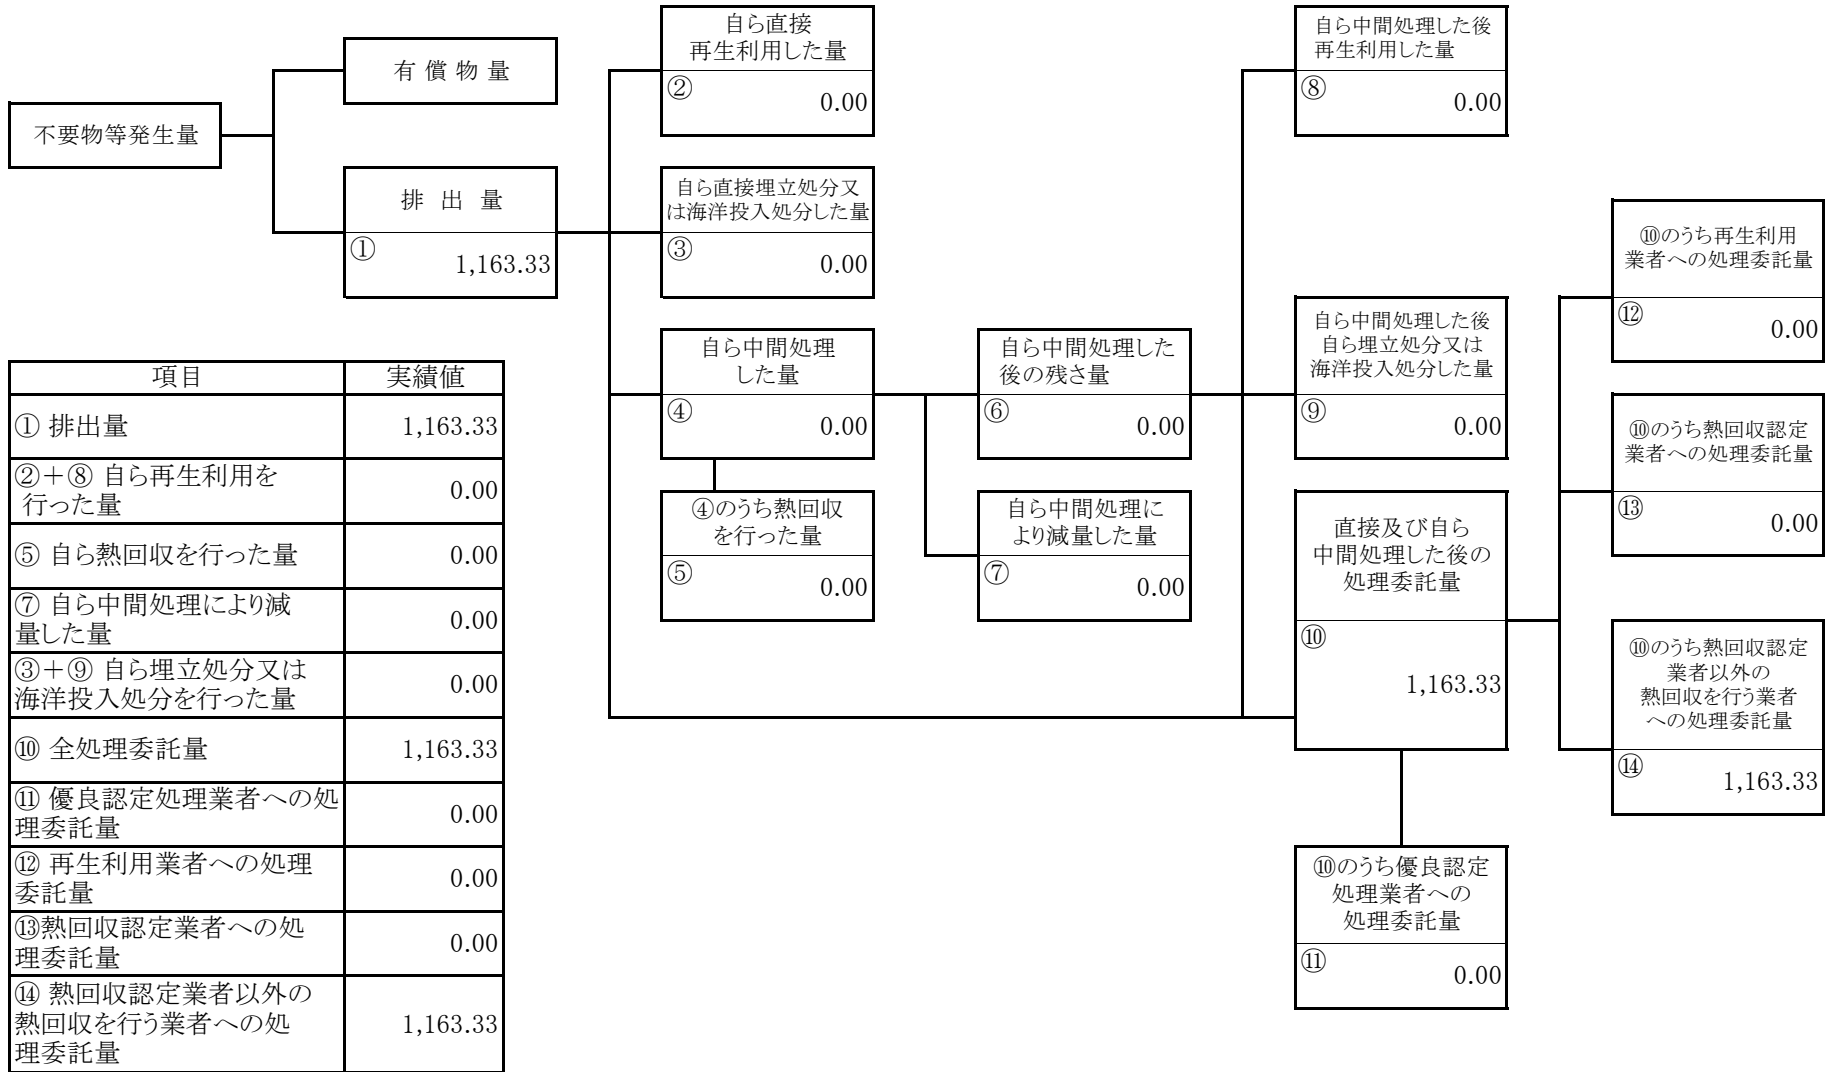 不要物等発生量
有 償 物 量
排 出 量
①
1,163.33
自ら直接
再生利用した量
②
0.00
自ら直接埋立処分又
は海洋投入処分した量
③
0.00
自ら中間処理
した量
④
0.00
④のうち熱回収
を行った量
⑤
0.00
自ら中間処理した
後の残さ量
⑥
0.00
自ら中間処理に
より減量した量
⑦
0.00
自ら中間処理した後
再生利用した量
⑧
0.00
自ら中間処理した後
自ら埋立処分又は
海洋投入処分した量
⑨
0.00
直接及び自ら
中間処理した後の
処理委託量
⑩
1,163.33
⑩のうち優良認定
処理業者への
処理委託量
⑪
0.00
⑩のうち再生利用
業者への処理委託量
⑫
0.00
⑩のうち熱回収認定
業者への処理委託量
⑬
0.00
⑩のうち熱回収認定
業者以外の
熱回収を行う業者
への処理委託量
⑭
1,163.33
項目 実績値
① 排出量 1,163.33
②＋⑧ 自ら再生利用を
行った量 0.00
⑤ 自ら熱回収を行った量 0.00
⑦ 自ら中間処理により減
量した量 0.00
③＋⑨ 自ら埋立処分又は
海洋投入処分を行った量 0.00
⑩ 全処理委託量 1,163.33
⑪ 優良認定処理業者への処
理委託量 0.00
⑫ 再生利用業者への処理
委託量 0.00
⑬熱回収認定業者への処
理委託量 0.00
⑭ 熱回収認定業者以外の
熱回収を行う業者への処 1,163.33
理委託量